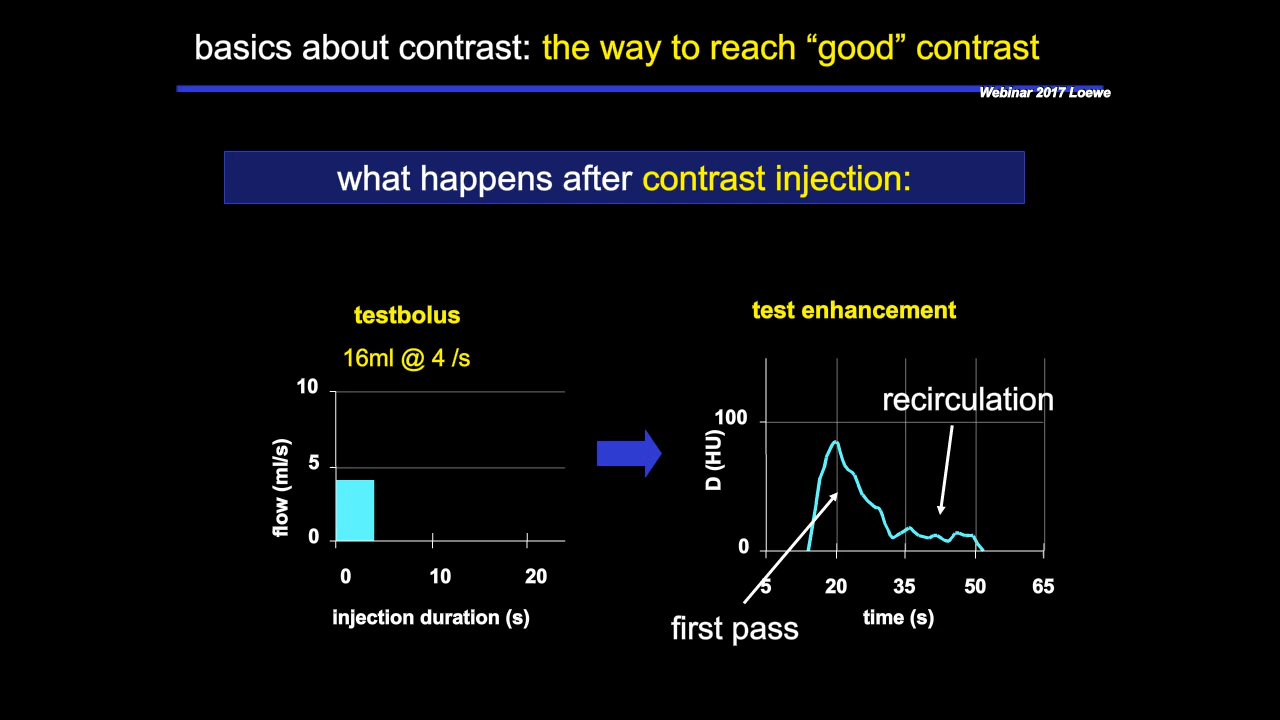 basics about contrast: the way to reach “good” contrast
Webinar 2017 Loewe
what happens after contrast injection:
testbolus
16ml @ 4 /s
10
5
0
flow (ml/s)
0 10 20
injection duration (s)
test enhancement
recirculation
100
0
D (HU)
5 20 35 50 65
time (s)
first pass